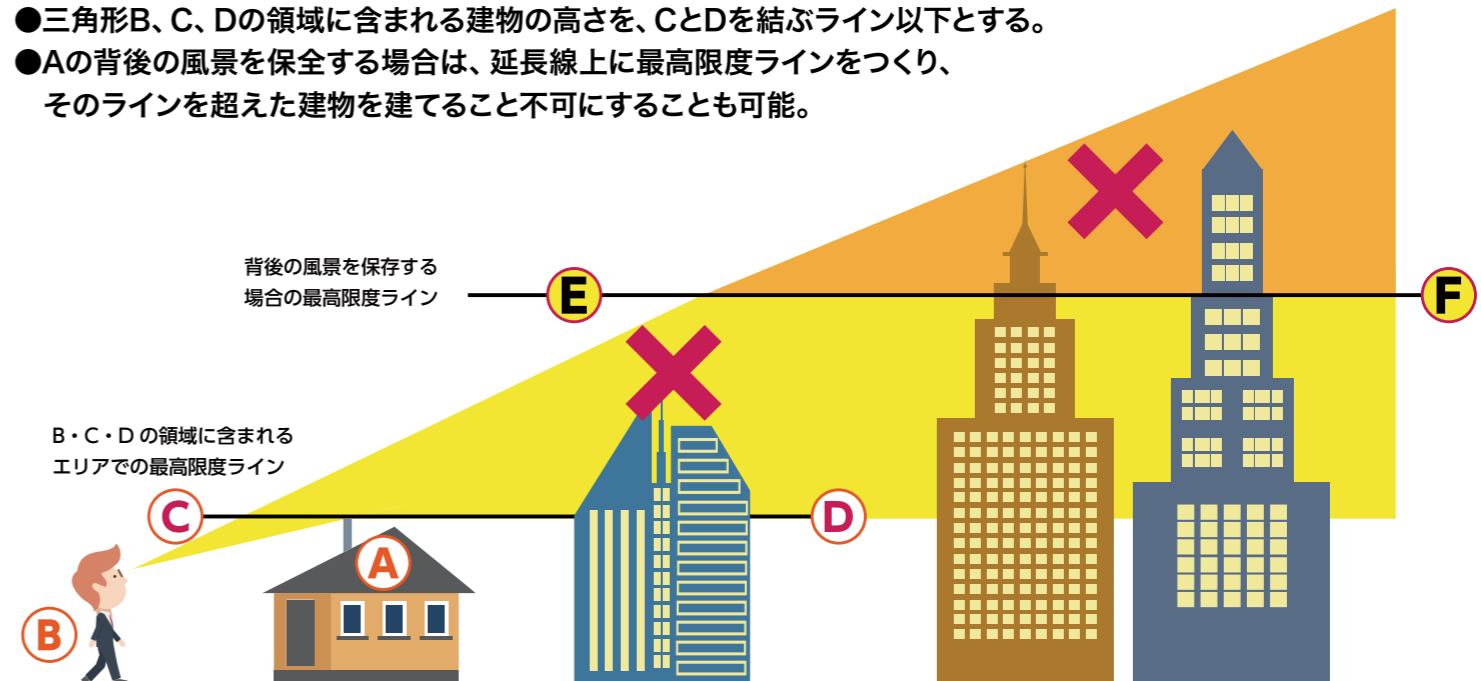 ●三角形B、C、Dの領域に含まれる建物の高さを、CとDを結ぶライン以下とする。
●Aの背後の風景を保全する場合は、延長線上に最高限度ラインをつくり、
そのラインを超えた建物を建てること不可にすることも可能。
背後の風景を保存する
場合の最高限度ライン
E
F
B・C・Dの領域に含まれる
エリアでの最高限度ライン
C
D
A
B